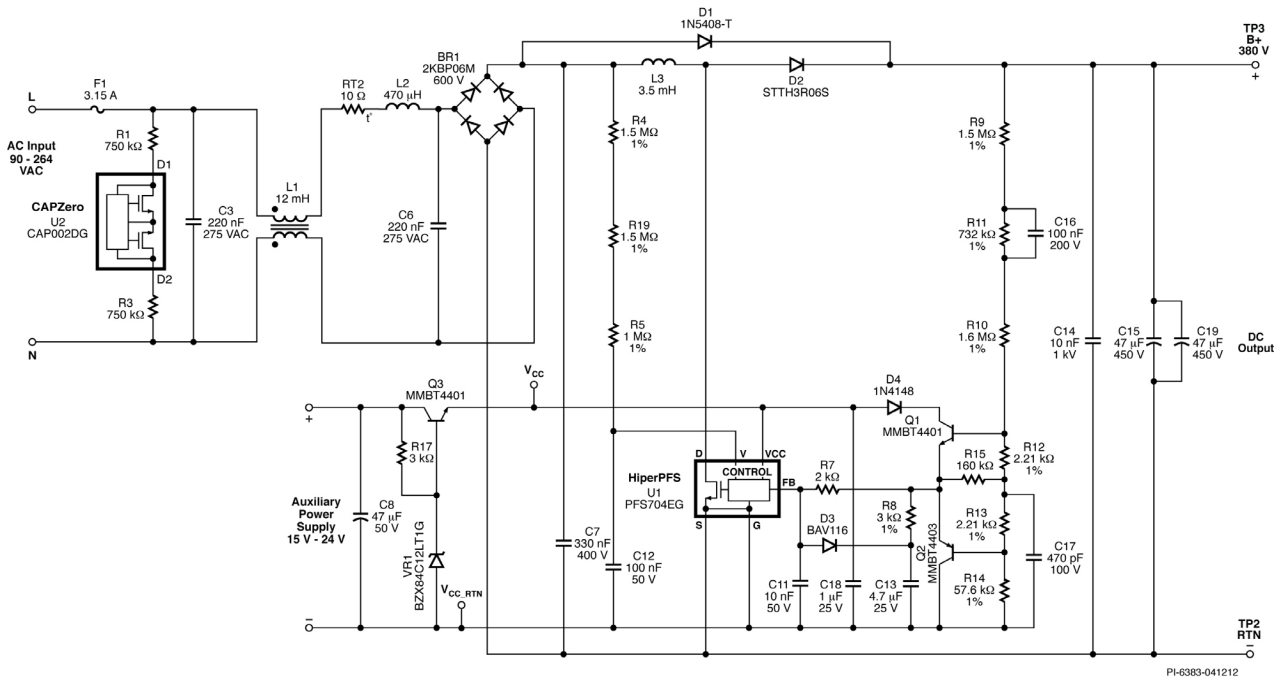 D1
1N5408-T
TP3
B+
380 V
+
BR1
2KBP06M
600 V
L3
3.5 mH
D2
STTH3R06S
F1
3.15 A
L
RT2
10 Ω
t°
L2
470 µH
AC Input
90 - 264
VAC
R1
750 kΩ
D1
CAPZero
U2
CAP002DG
D2
R3
750 kΩ
N
C3
220 nF
275 VAC
L1
12 mH
C6
220 nF
275 VAC
R4
1.5 MΩ
1%
R19
1.5 MΩ
1%
R5
1 MΩ
1%
R9
1.5 MΩ
1%
R11
732 kΩ
1%
C16
100 nF
200 V
R10
1.6 MΩ
1%
C14
10 nF
1 kV
C15
47 µF
450 V
C19
47 µF
450 V
DC
Output
Q3
MMBT4401
VCC
D4
1N4148
Q1
MMBT4401
+
R17
3 kΩ
Auxiliary
Power
Supply
15 V - 24 V
C8
47 µF
50 V
VR1
BZX84C12LT1G
VCC_RTN
–
D
V
VCC
CONTROL
HiperPFS
U1
PFS704EG
FB
S
G
R7
2 kΩ
R15
160 kΩ
R12
2.21 kΩ
1%
R8
3 kΩ
1%
D3
BAV116
Q2
MMBT4403
R13
2.21 kΩ
1%
C17
470 pF
100 V
R14
57.6 kΩ
1%
C7
330 nF
400 V
C12
100 nF
50 V
C11
10 nF
50 V
C18
1 µF
25 V
C13
4.7 µF
25 V
TP2
RTN
–
PI-6383-041212